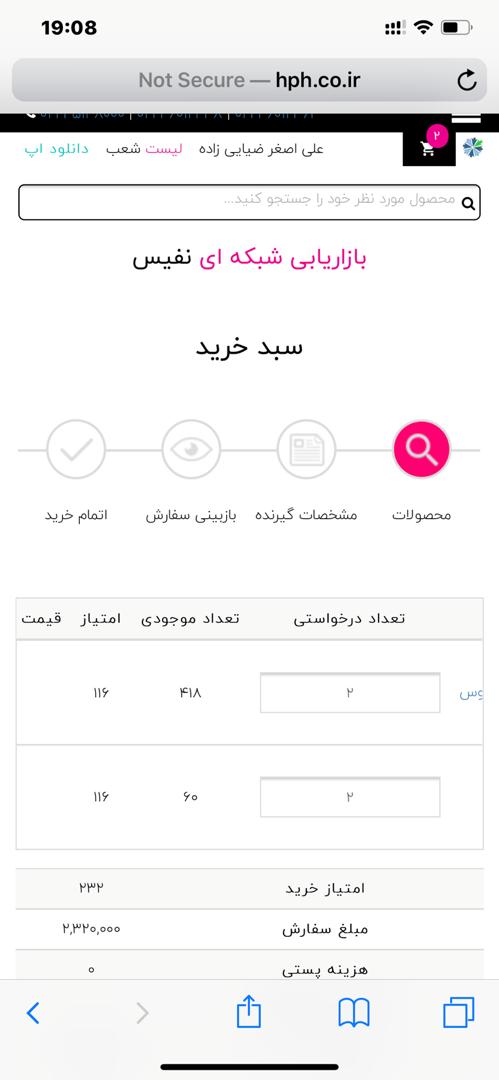 19:08
Not Secure — hph.co.ir
۲
علی اصغر ضیایی زاده لیست شعب دانلود اپ
محصول مورد نظر خود را جستجو کنید...
بازاریابی شبکه ای نفیس
سبد خرید
محصولات مشخصات گیرنده بازبینی سفارش اتمام خرید
تعداد درخواستی تعداد موجودی امتیاز قیمت
وس ۲ ۴۱۸ ۱۱۶
۲ ۶۰ ۱۱۶
امتیاز خرید ۲۳۲
مبلغ سفارش ۲,۳۲۰,۰۰۰
هزینه پستی ۰